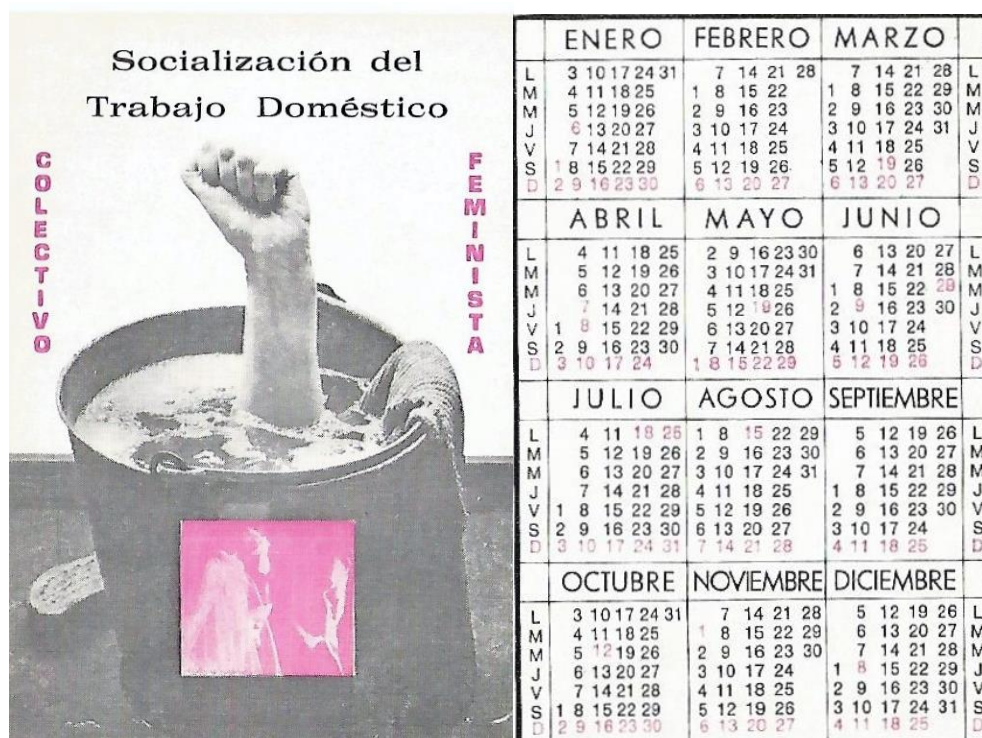 Socialización del
Trabajo Doméstico
COLECTIVO
FEMINISTA
ENERO FEBRERO MARZO
L 3 10 17 24 31 7 14 21 28 7 14 21 28 L
M 4 11 18 25 1 8 15 22 1 8 15 22 29 M
M 5 12 19 26 2 9 16 23 2 9 16 23 30 M
J 6 13 20 27 3 10 17 24 3 10 17 24 31 J
V 7 14 21 28 4 11 18 25 4 11 18 25 V
S 1 8 15 22 29 5 12 19 26 5 12 19 26 S
D 2 9 16 23 30 6 13 20 27 6 13 20 27 D
ABRIL MAYO JUNIO
L 4 11 18 25 2 9 16 23 30 6 13 20 27 L
M 5 12 19 26 3 10 17 24 31 7 14 21 28 M
M 6 13 20 27 4 11 18 25 1 8 15 22 29 M
J 7 14 21 28 5 12 19 26 2 9 16 23 30 J
V 1 8 15 22 29 6 13 20 27 3 10 17 24 V
S 2 9 16 23 30 7 14 21 28 4 11 18 25 S
D 3 10 17 24 1 8 15 22 29 5 12 19 26 D
JULIO AGOSTO SEPTIEMBRE
L 4 11 18 25 1 8 15 22 29 5 12 19 26 L
M 5 12 19 26 2 9 16 23 30 6 13 20 27 M
M 6 13 20 27 3 10 17 24 31 7 14 21 28 M
J 7 14 21 28 4 11 18 25 1 8 15 22 29 J
V 1 8 15 22 29 5 12 19 26 2 9 16 23 30 V
S 2 9 16 23 30 6 13 20 27 3 10 17 24 S
D 3 10 17 24 31 7 14 21 28 4 11 18 25 D
OCTUBRE NOVIEMBRE DICIEMBRE
L 3 10 17 24 31 7 14 21 28 5 12 19 26 L
M 4 11 18 25 1 8 15 22 29 6 13 20 27 M
M 5 12 19 26 2 9 16 23 30 7 14 21 28 M
J 6 13 20 27 3 10 17 24 1 8 15 22 29 J
V 7 14 21 28 4 11 18 25 2 9 16 23 30 V
S 1 8 15 22 29 5 12 19 26 3 10 17 24 31 S
D 2 9 16 23 30 6 13 20 27 4 11 18 25 D